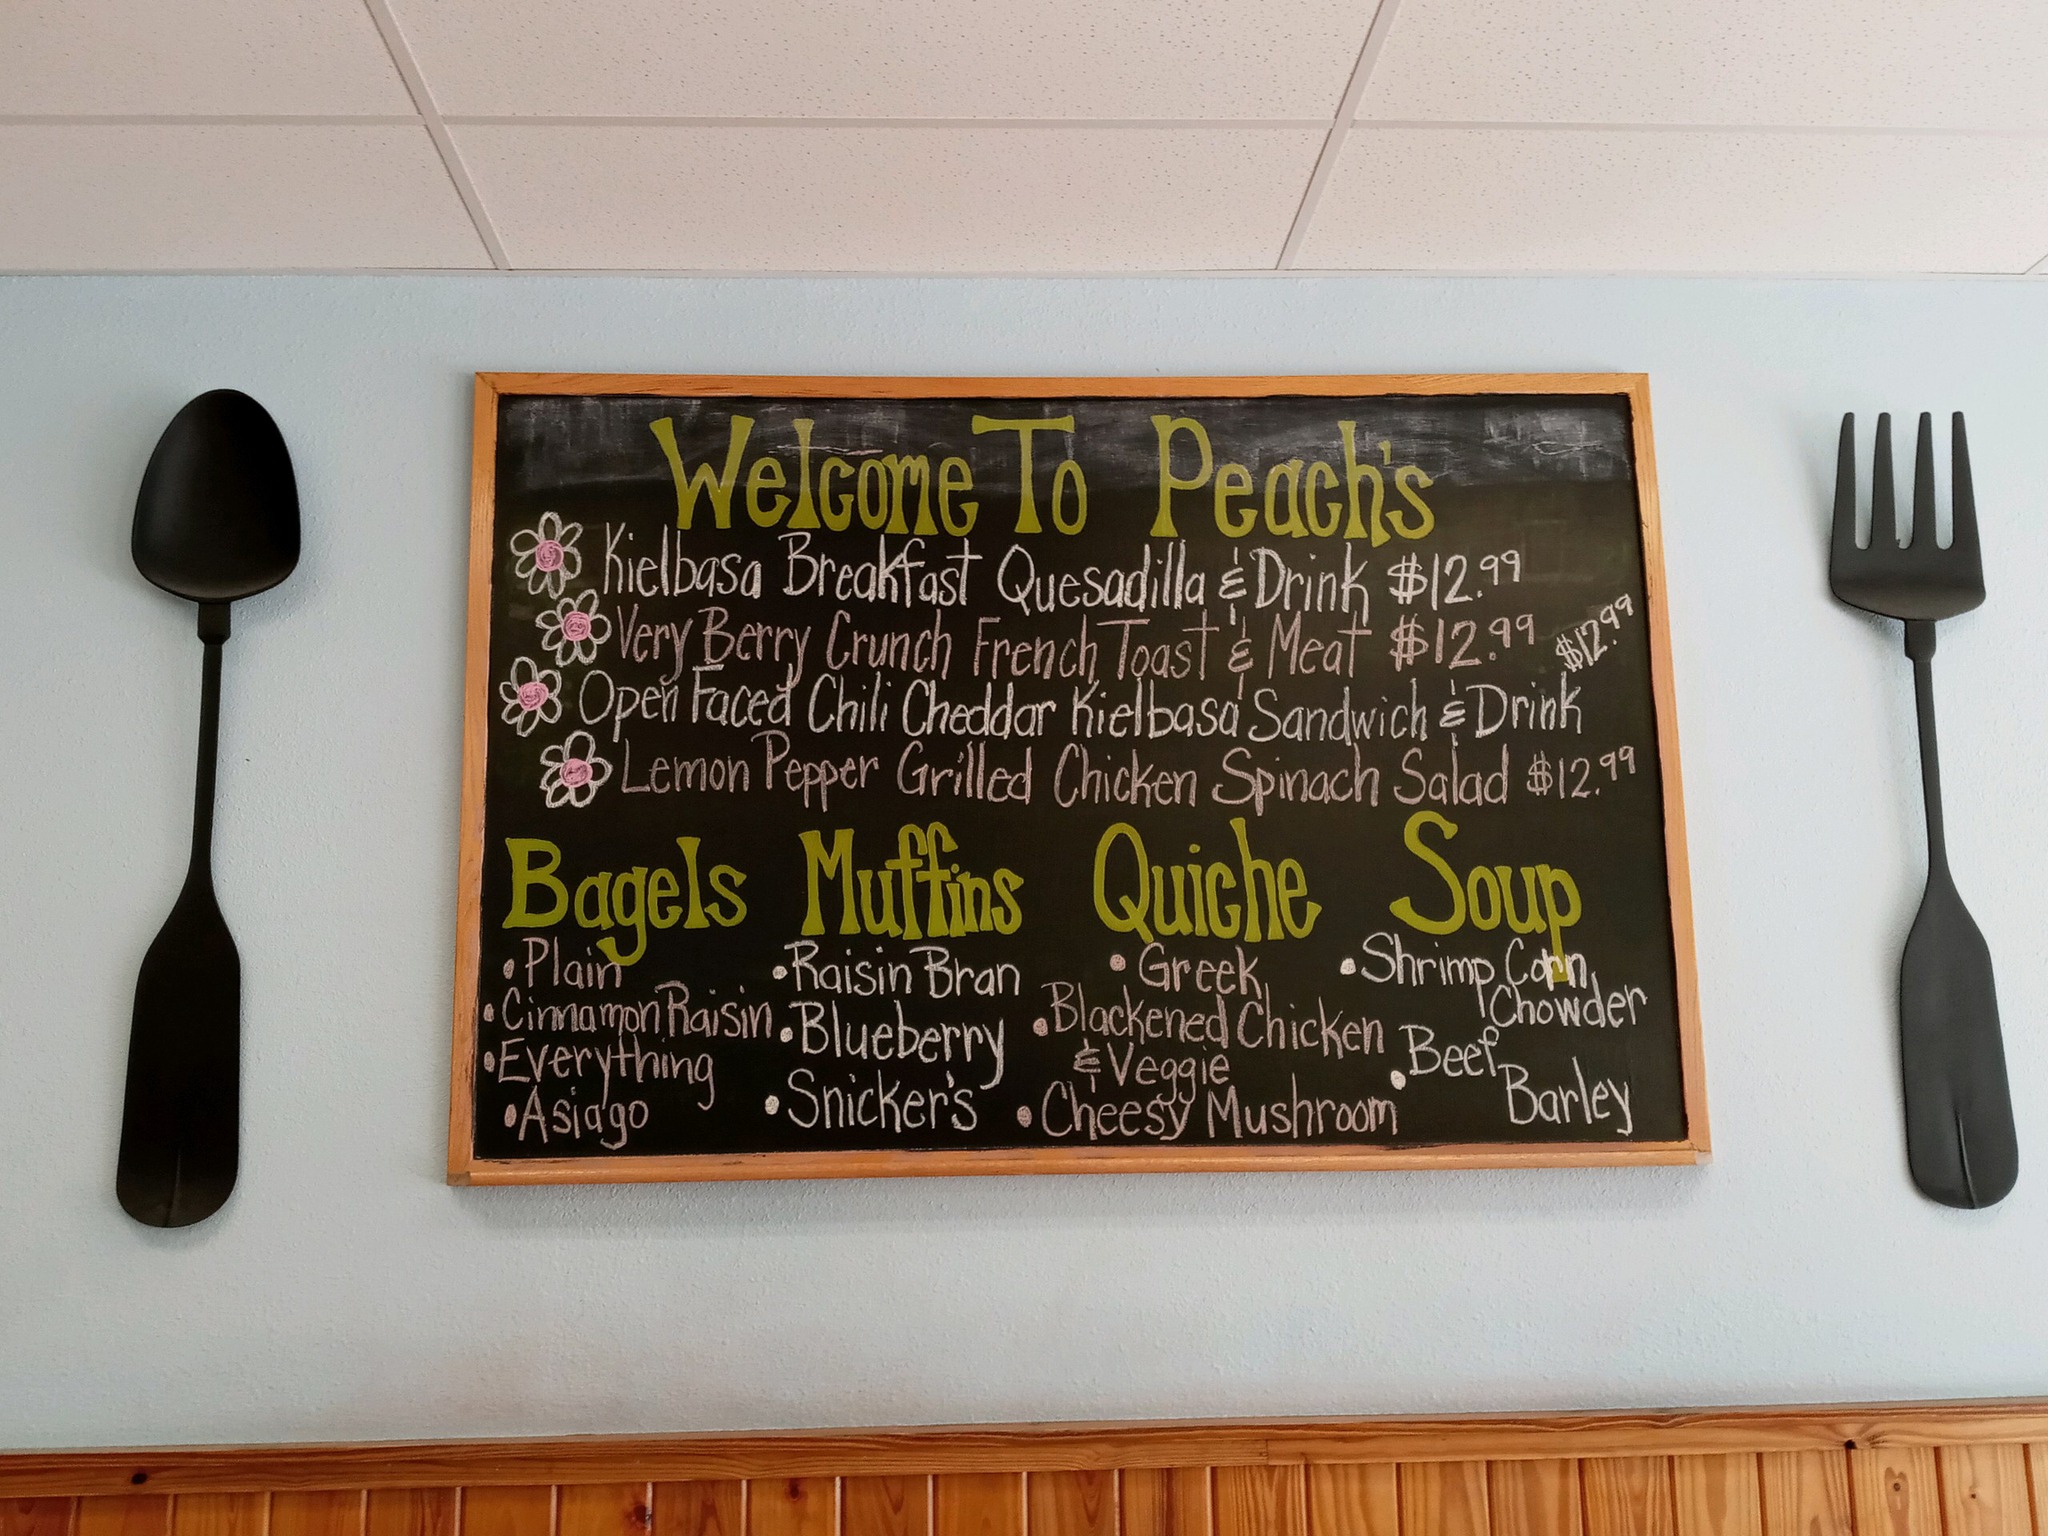 Welcome To Peach's
Kielbasa Breakfast Quesadilla & Drink $12.99
Very Berry Crunch French Toast & Meat $12.99
$12.99
Open Faced Chili Cheddar Kielbasa Sandwich & Drink
Lemon Pepper Grilled Chicken Spinach Salad $12.99
Bagels Muffins Quiche Soup
• Plain
• Cinnamon Raisin
• Everything
• Asiago
• Raisin Bran
• Blueberry
• Snicker's
• Greek
• Blackened Chicken
& Veggie
• Cheesy Mushroom
• Shrimp Corn
Chowder
• Beef
Barley